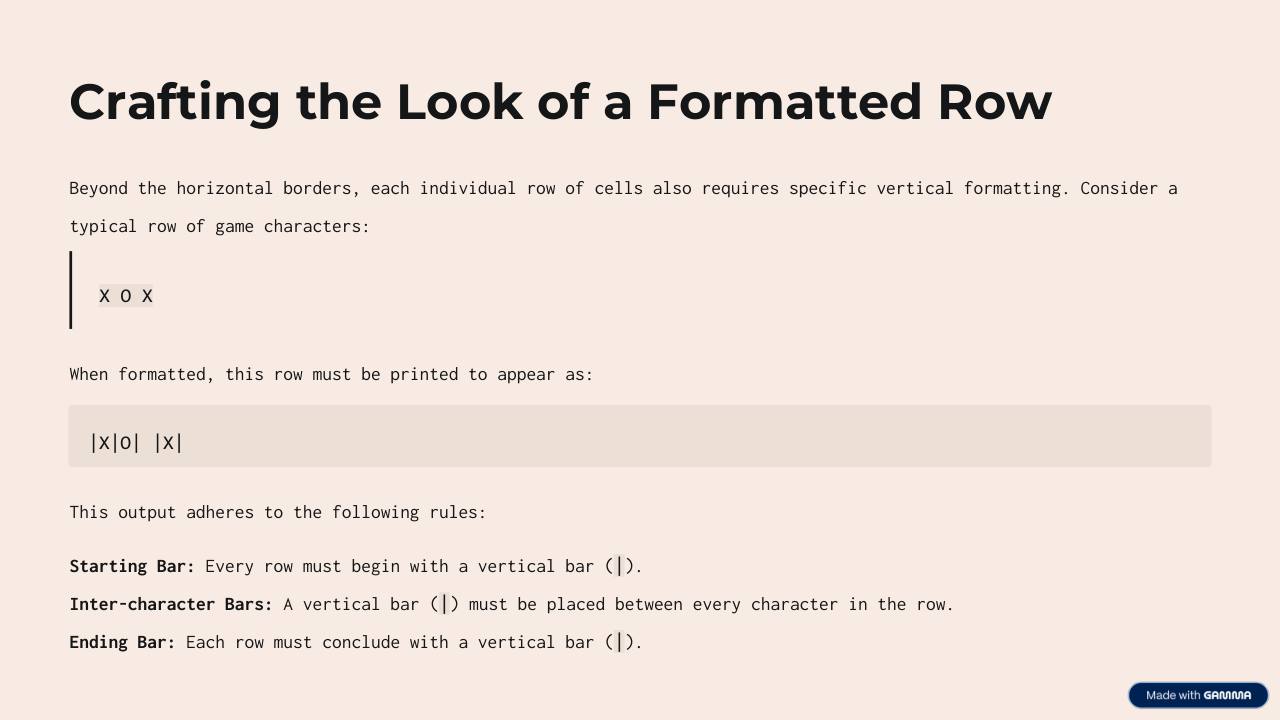 Crafting the Look of a Formatted Row
Beyond the horizontal borders, each individual row of cells also requires specific vertical formatting. Consider a
typical row of game characters:
X O X
When formatted, this row must be printed to appear as:
|X|O| |X|
This output adheres to the following rules:
Starting Bar: Every row must begin with a vertical bar (|).
Inter-character Bars: A vertical bar (|) must be placed between every character in the row.
Ending Bar: Each row must conclude with a vertical bar (|).
Made with GAMMA